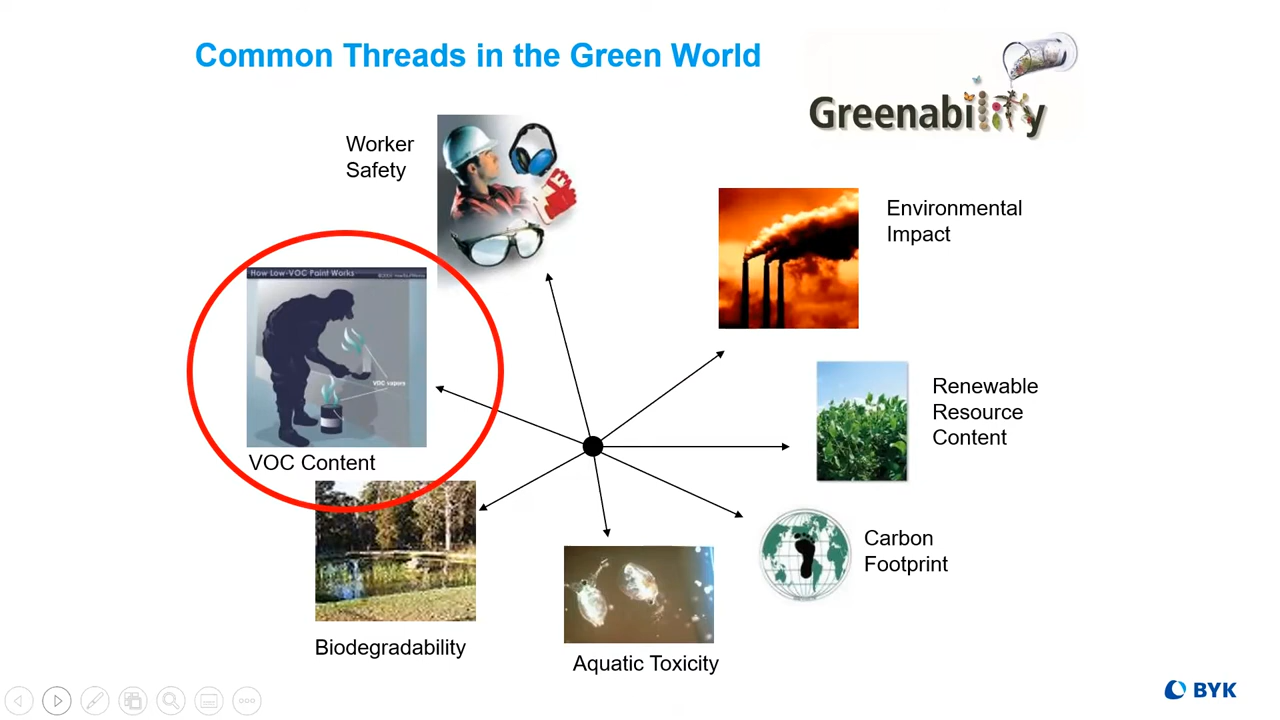 Common Threads in the Green World
Greenability
Worker
Safety
Environmental
Impact
How Low-VOC Paint Works
VOC vapors
VOC Content
Renewable
Resource
Content
Carbon
Footprint
Biodegradability
Aquatic Toxicity
BYK